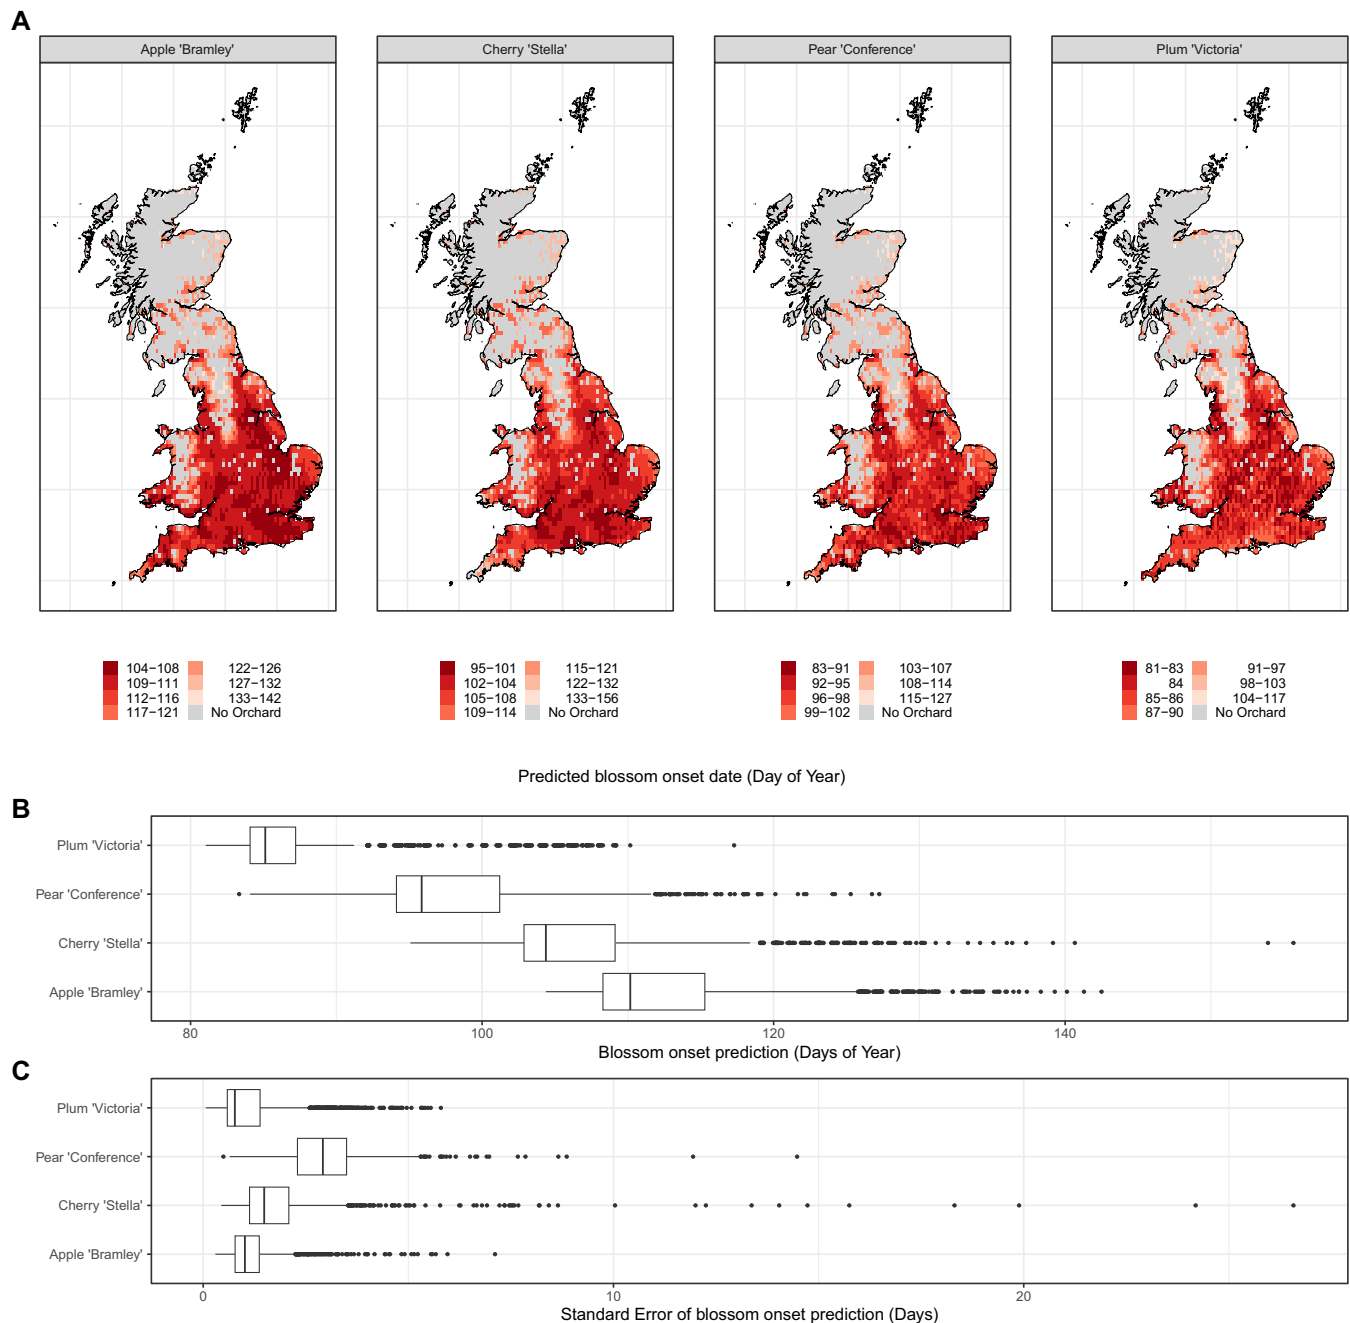 A
Apple 'Bramley'
Cherry 'Stella'
Pear 'Conference'
Plum 'Victoria'
104−108 122−126
109−111 127−132
112−116 133−142
117−121 No Orchard
95−101 115−121
102−104 122−132
105−108 133−156
109−114 No Orchard
83−91 103−107
92−95 108−114
96−98 115−127
99−102 No Orchard
81−83 91−97
84 98−103
85−86 104−117
87−90 No Orchard
Predicted blossom onset date (Day of Year)
B
Plum 'Victoria'
Pear 'Conference'
Cherry 'Stella'
Apple 'Bramley'
80 100 120 140
Blossom onset prediction (Days of Year)
C
Plum 'Victoria'
Pear 'Conference'
Cherry 'Stella'
Apple 'Bramley'
0 10 20
Standard Error of blossom onset prediction (Days)